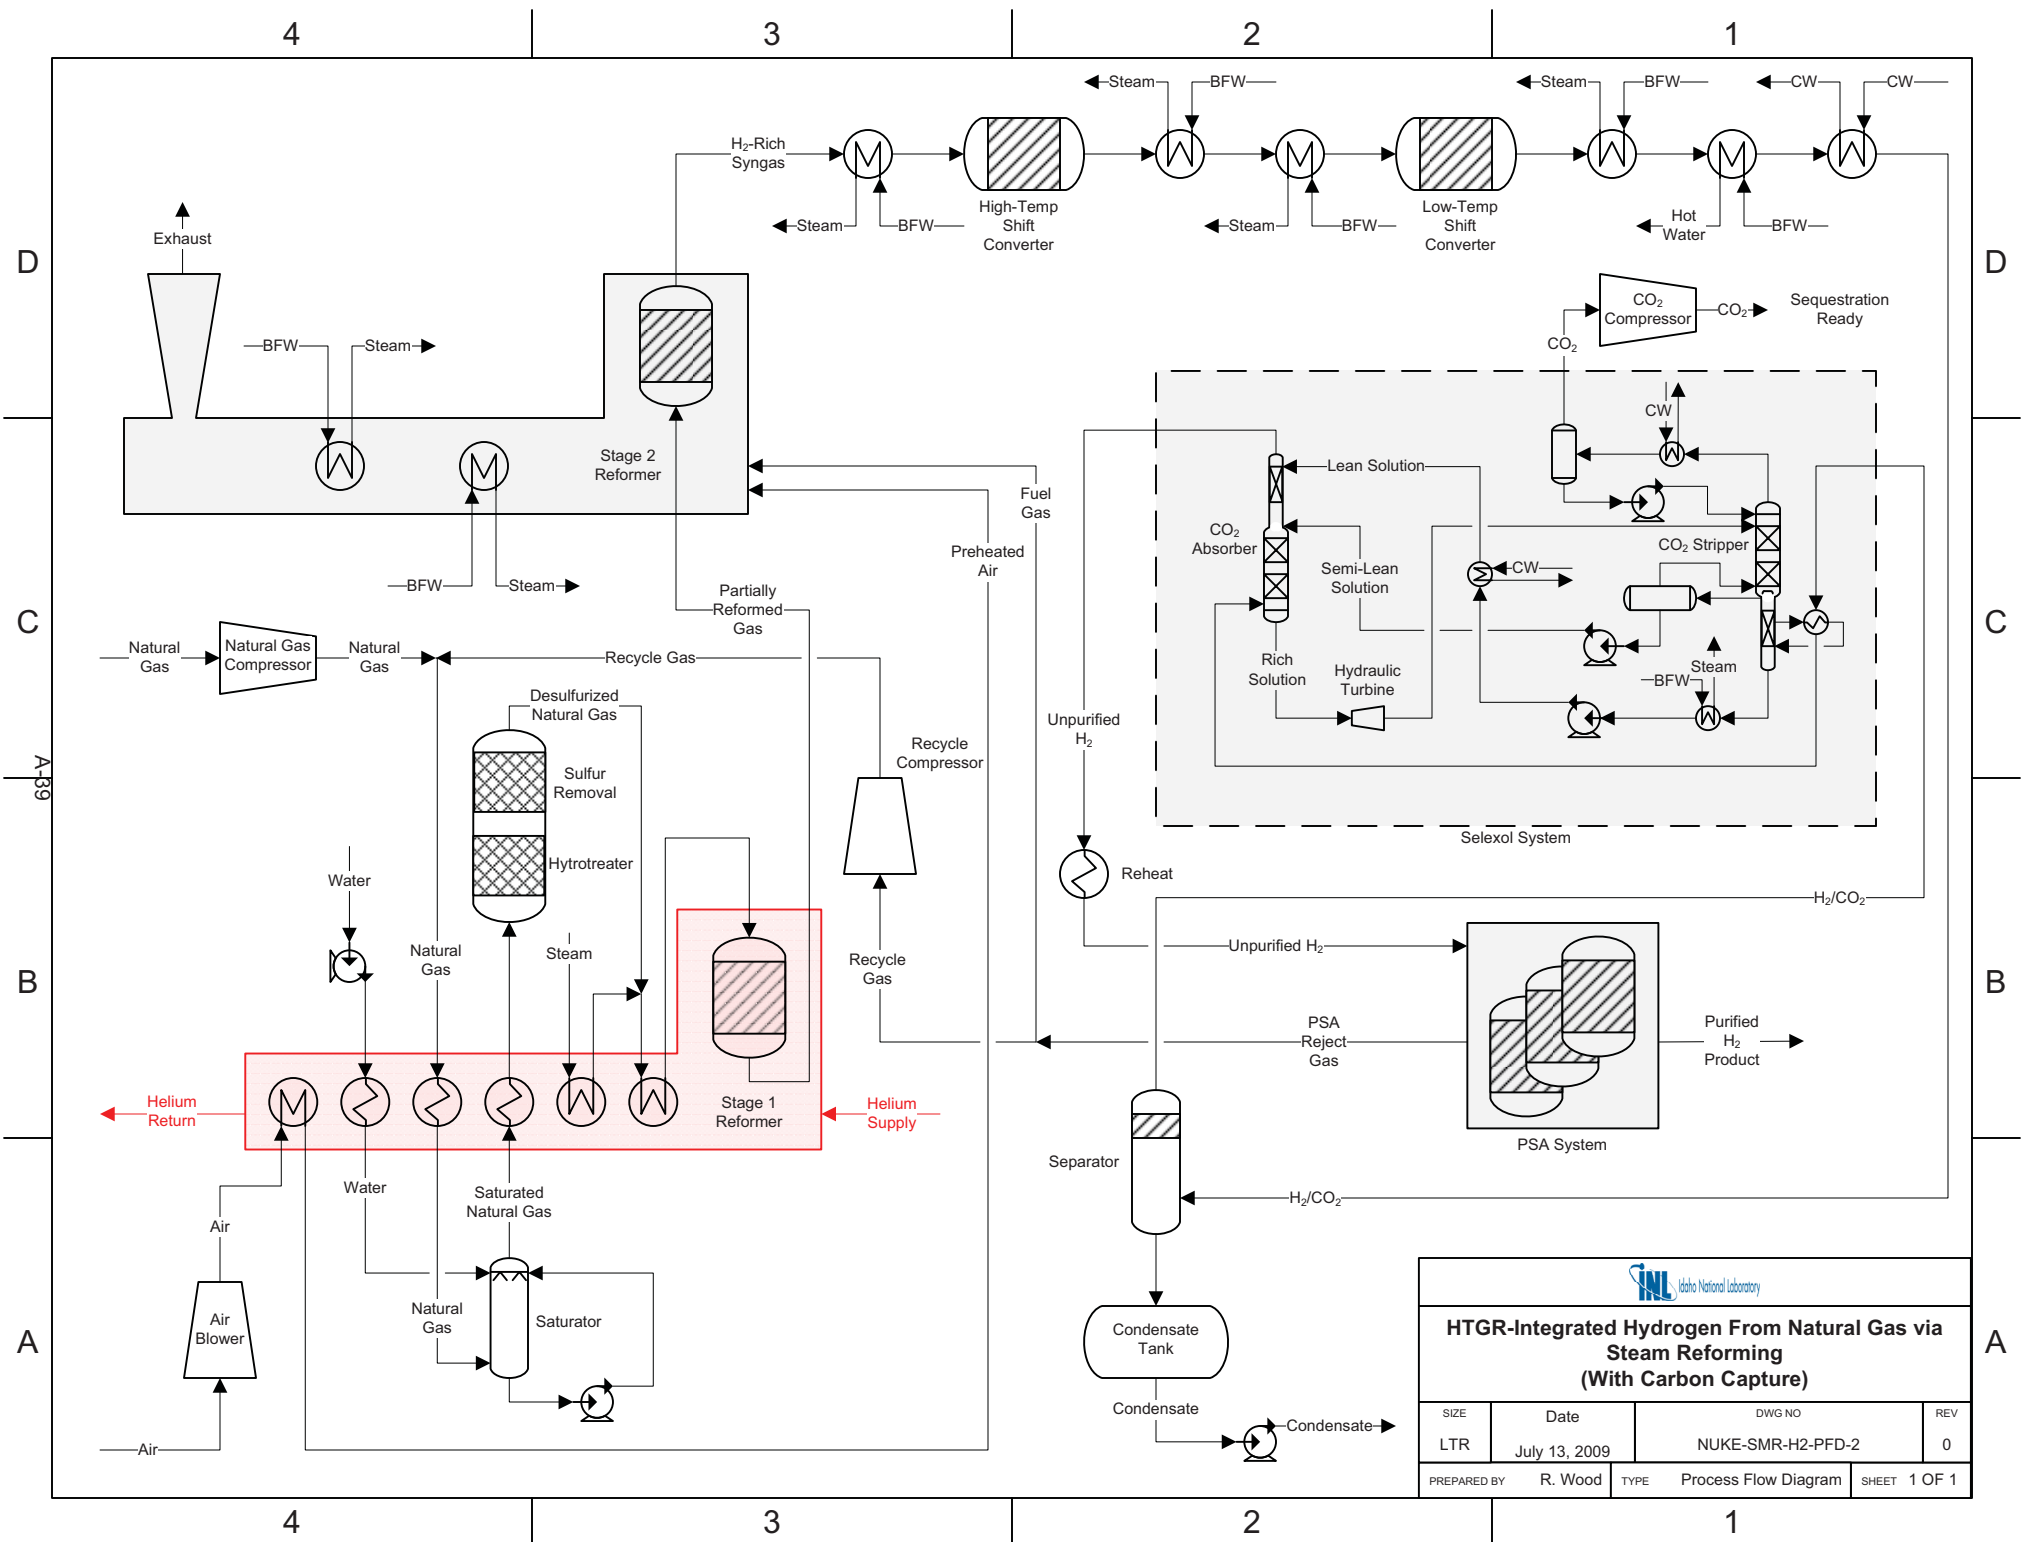 4
3
2
1
Steam
BFW
Steam
BFW
CW
CW
H2-Rich
Syngas
High-Temp
Shift
Converter
Low-Temp
Shift
Converter
Steam
BFW
Steam
BFW
Hot
Water
BFW
Exhaust
D
D
BFW
Steam
CO2
Compressor
CO2
Sequestration
Ready
CO2
CW
Stage 2
Reformer
Lean Solution
Fuel
Gas
CO2
Absorber
CO2 Stripper
Preheated
Air
BFW
Steam
Semi-Lean
Solution
CW
Partially
Reformed
Gas
C
C
Natural
Gas
Natural Gas
Compressor
Natural
Gas
Recycle Gas
Rich
Solution
Hydraulic
Turbine
Steam
BFW
Desulfurized
Natural Gas
Unpurified
H2
Recycle
Compressor
A-39
Sulfur
Removal
Selexol System
Hytrotreater
Reheat
Water
H2/CO2
Natural
Gas
Steam
Recycle
Gas
Unpurified H2
B
B
PSA
Reject
Gas
Purified
H2
Product
Helium
Return
Stage 1
Reformer
Helium
Supply
PSA System
Separator
Water
Saturated
Natural Gas
H2/CO2
Air
Natural
Gas
Saturator
Air
Blower
Condensate
Tank
A
A
Condensate
Condensate
Air
INL Idaho National Laboratory
HTGR-Integrated Hydrogen From Natural Gas via
Steam Reforming
(With Carbon Capture)
SIZE
Date
DWG NO
REV
LTR
July 13, 2009
NUKE-SMR-H2-PFD-2
0
PREPARED BY R. Wood TYPE Process Flow Diagram SHEET 1 OF 1
4
3
2
1